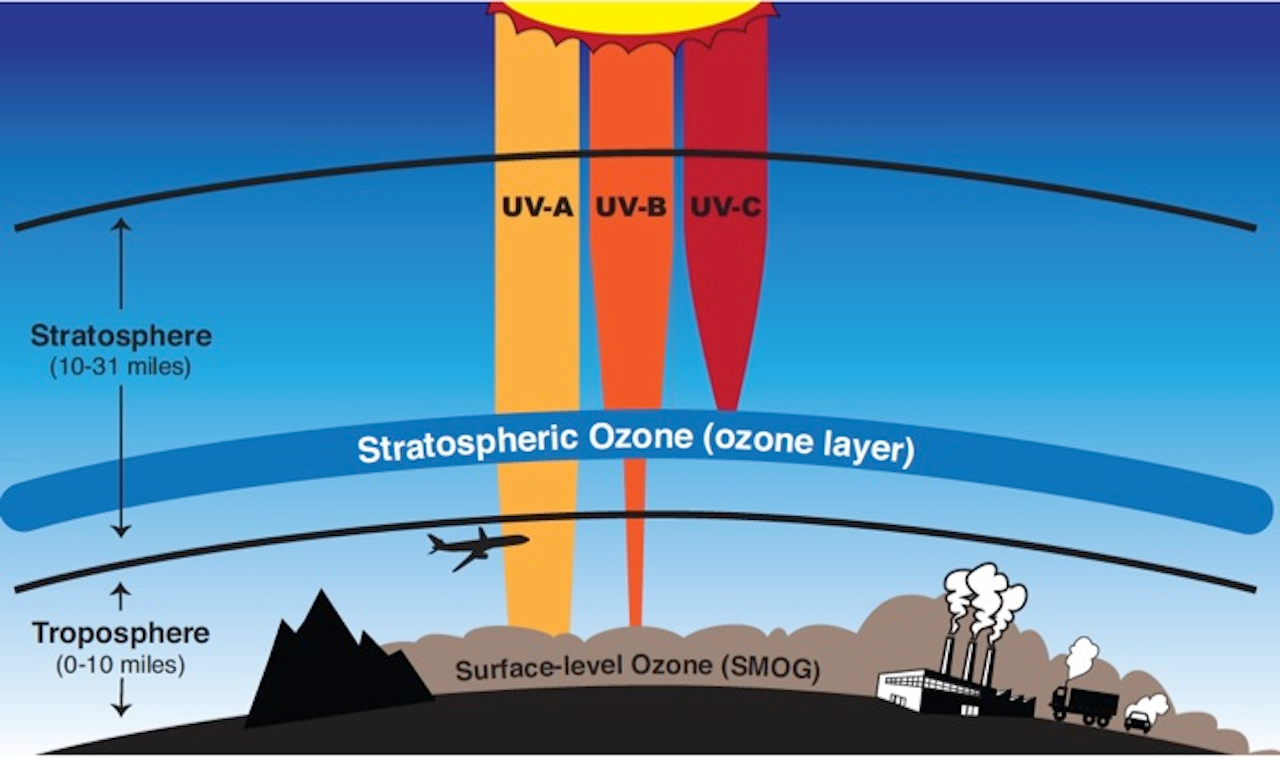 UV-A
UV-B
UV-C
Stratosphere
(10-31 miles)
Stratospheric Ozone (ozone layer)
Troposphere
(0-10 miles)
Surface-level Ozone (SMOG)